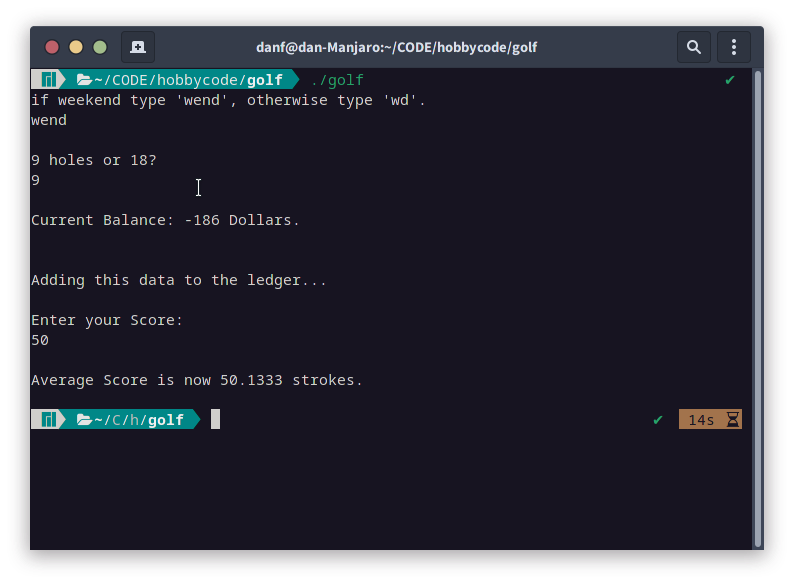 danf@dan-Manjaro:~/CODE/hobbycode/golf
~/CODE/hobbycode/golf ./golf ✔
if weekend type 'wend', otherwise type 'wd'.
wend
9 holes or 18?
9
Current Balance: -186 Dollars.
Adding this data to the ledger...
Enter your Score:
50
Average Score is now 50.1333 strokes.
~/C/h/golf ✔ 14s